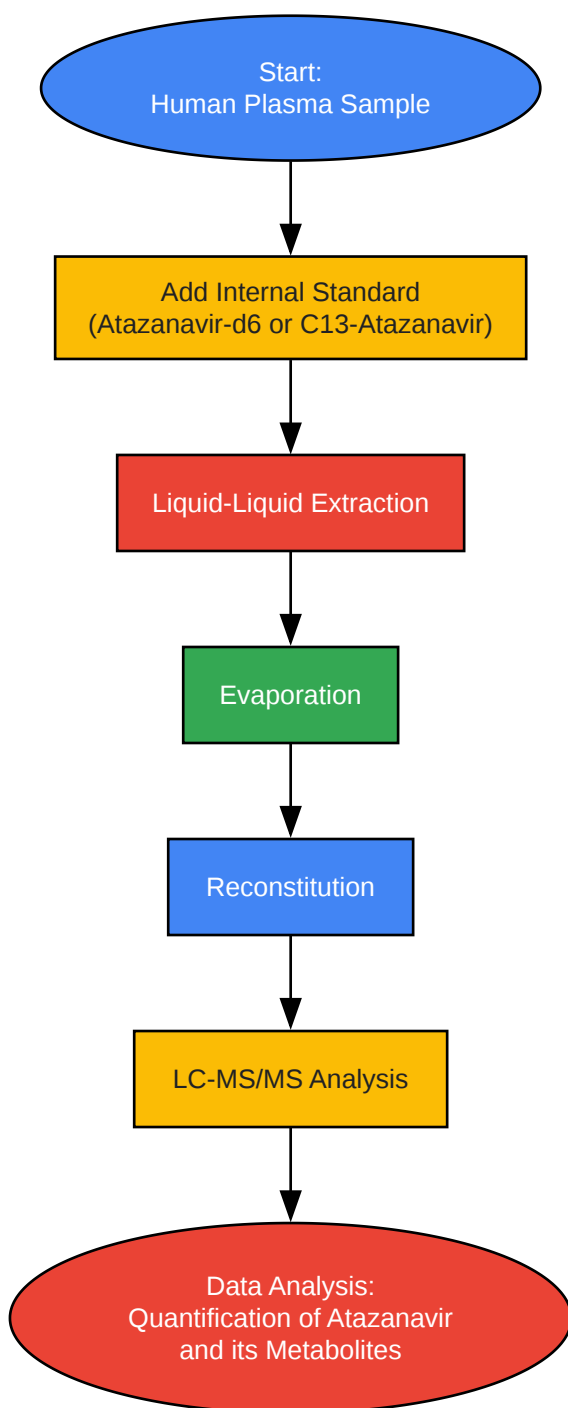 Start:
Human Plasma Sample
Add Internal Standard
(Atazanavir-d6 or C13-Atazanavir)
Liquid-Liquid Extraction
Evaporation
Reconstitution
LC-MS/MS Analysis
Data Analysis:
Quantification of Atazanavir
and its Metabolites